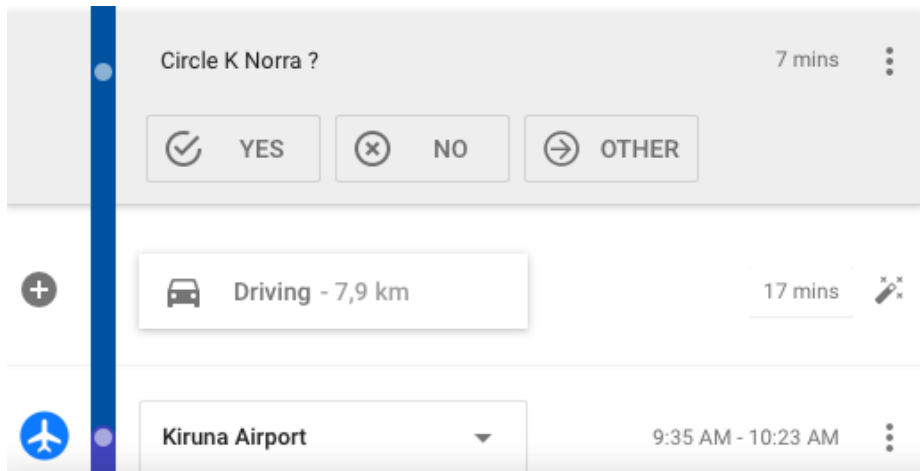 Circle K Norra ? 7 mins
YES NO OTHER
Driving - 7,9 km 17 mins
Kiruna Airport 9:35 AM - 10:23 AM